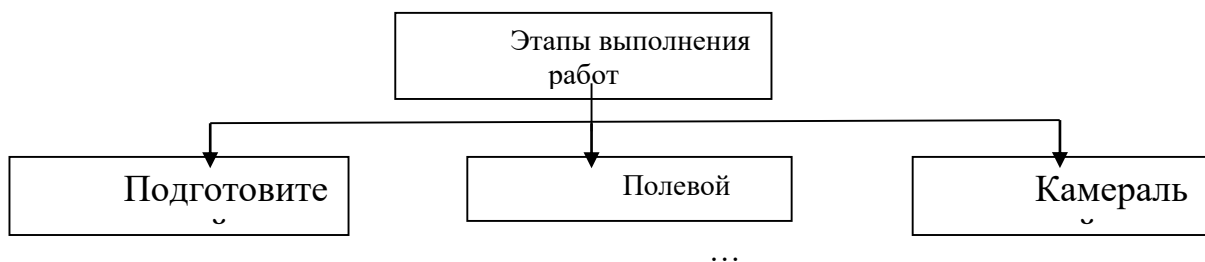 Этапы выполнения
работ
Подготовите
Полевой
Камераль
…